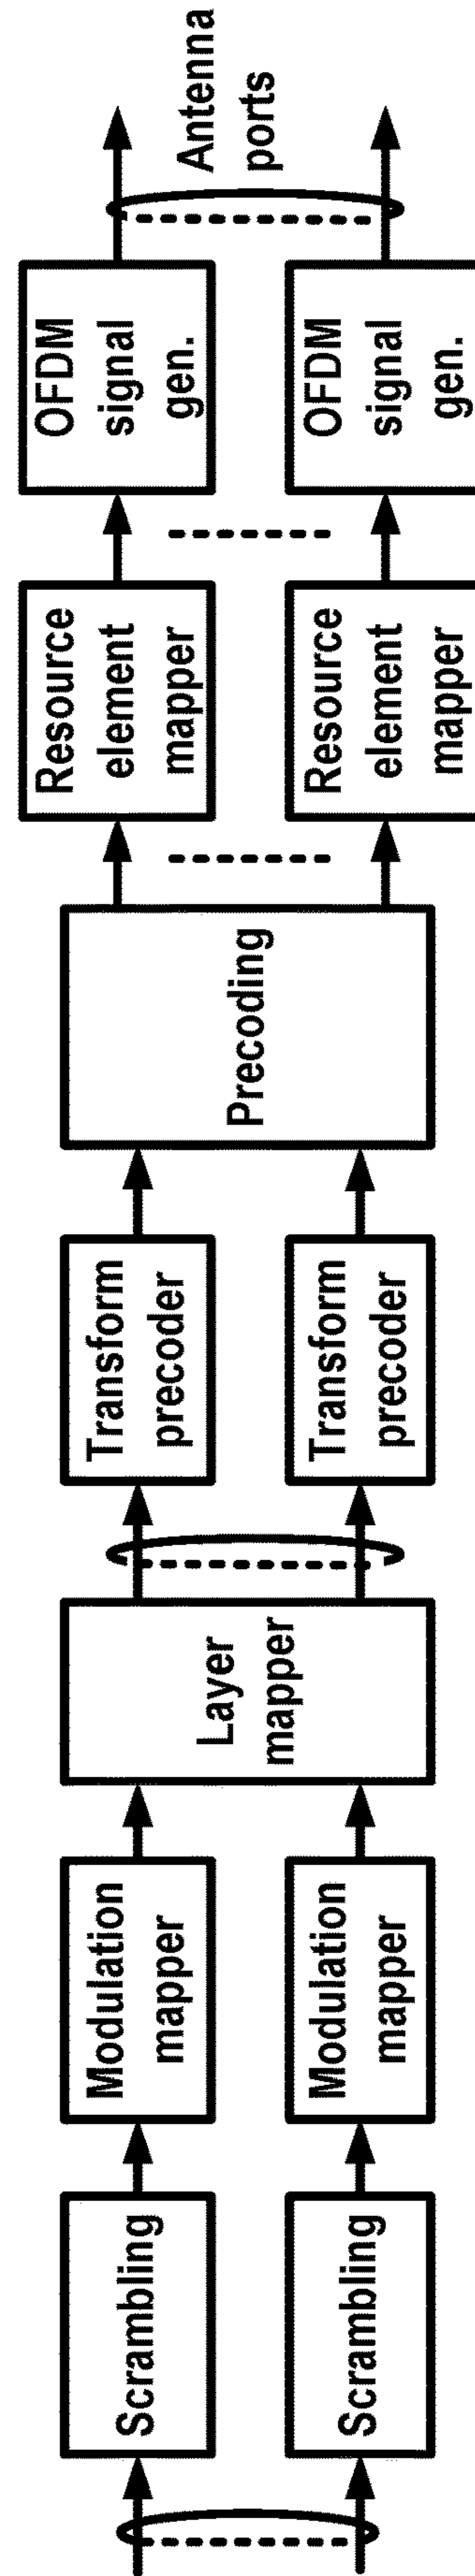 Scrambling
Scrambling
Modulation
mapper
Modulation
mapper
Layer
mapper
Transform
precoder
Transform
precoder
Precoding
Resource
element
mapper
Resource
element
mapper
OFDM
signal
gen.
OFDM
signal
gen.
Antenna
ports